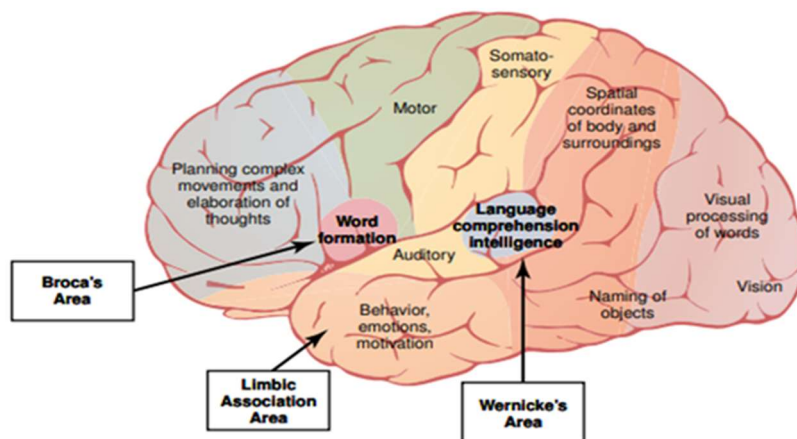 Somato-
sensory
Motor
Spatial
coordinates
of body and
surroundings
Planning complex
movements and
elaboration of
thoughts
Word
formation
Language
comprehension
intelligence
Visual
processing
of words
Auditory
Broca's
Area
Behavior,
emotions,
motivation
Naming of
objects
Vision
Limbic
Association
Area
Wernicke's
Area